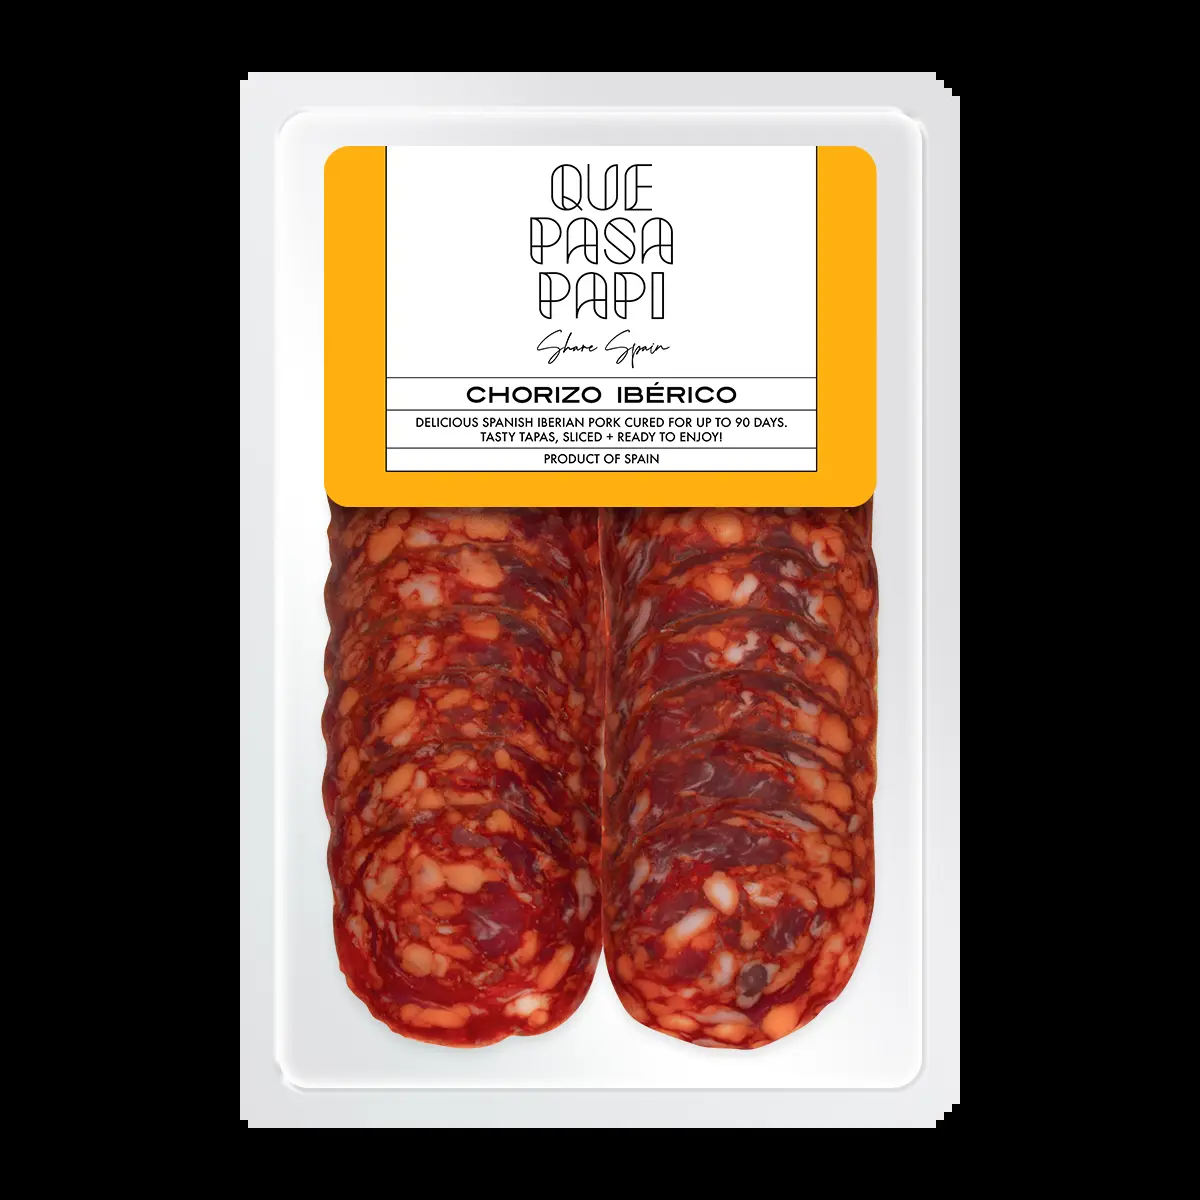 QUE
PASA
PAPI
Share Spain
CHORIZO IBÉRICO
DELICIOUS SPANISH IBERIAN PORK CURED FOR UP TO 90 DAYS.
TASTY TAPAS, SLICED + READY TO ENJOY!
PRODUCT OF SPAIN